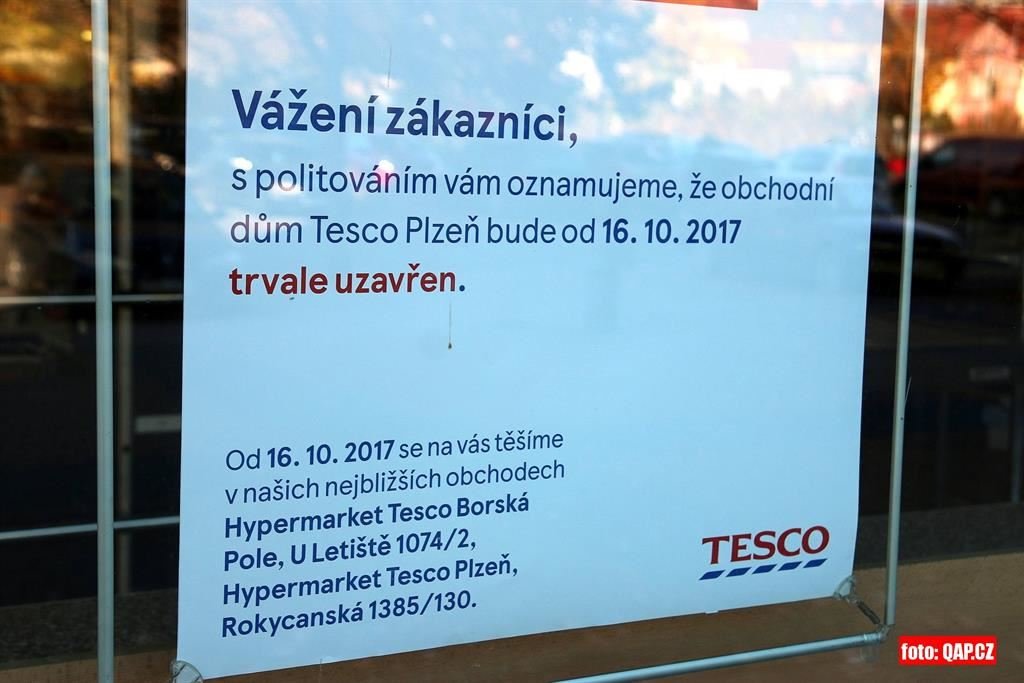 Vážení zákazníci,
s politováním vám oznamujeme, že obchodní
dům Tesco Plzeň bude od 16. 10. 2017
trvale uzavřen.
Od 16. 10. 2017 se na vás těšíme
v našich nejbližších obchodech
Hypermarket Tesco Borská
Pole, U Letiště 1074/2,
Hypermarket Tesco Plzeň,
Rokycanská 1385/130.
TESCO
foto: QAP.CZ